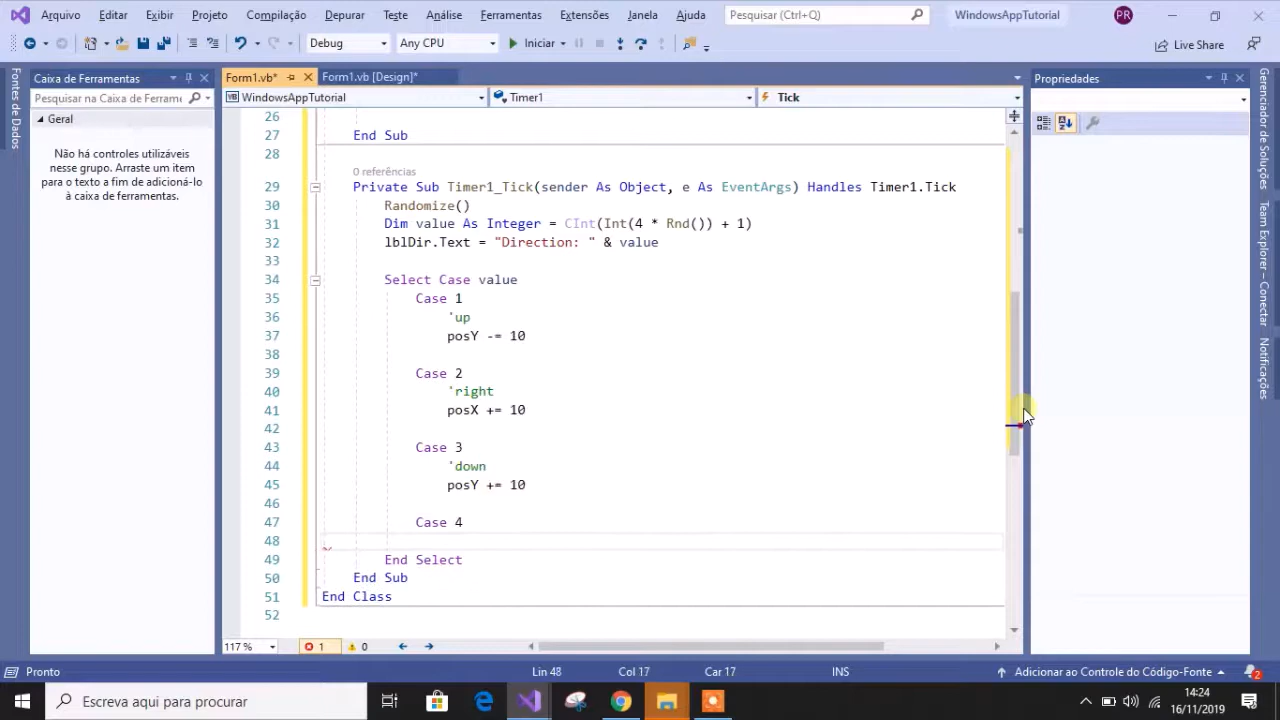 Arquivo Editar Exibir Projeto Compilação Depurar Teste Análise Ferramentas Extensões Janela Ajuda Pesquisar (Ctrl+Q) WindowsAppTutorial PR
Debug Any CPU Iniciar Live Share
Fontes de Dados
Caixa de Ferramentas
Pesquisar na Caixa de Ferrame
Geral
Não há controles utilizáveis
nesse grupo. Arraste um item
para o texto a fim de adicioná-lo
à caixa de ferramentas.
Form1.vb* Form1.vb [Design]*
WindowsAppTutorial Timer1 Tick
26
27 End Sub
28
0 referências
29 Private Sub Timer1_Tick(sender As Object, e As EventArgs) Handles Timer1.Tick
30 Randomize()
31 Dim value As Integer = CInt(Int(4 * Rnd()) + 1)
32 lblDir.Text = "Direction: " & value
33
34 Select Case value
35 Case 1
36 'up
37 posY -= 10
38
39 Case 2
40 'right
41 posX += 10
42
43 Case 3
44 'down
45 posY += 10
46
47 Case 4
48
49 End Select
50 End Sub
51 End Class
52
117 % 1 0
Propriedades
Gerenciador de Soluções
Team Explorer – Conectar
Notificações
Pronto Lin 48 Col 17 Car 17 INS Adicionar ao Controle do Código-Fonte 2
Escreva aqui para procurar
14:24
16/11/2019